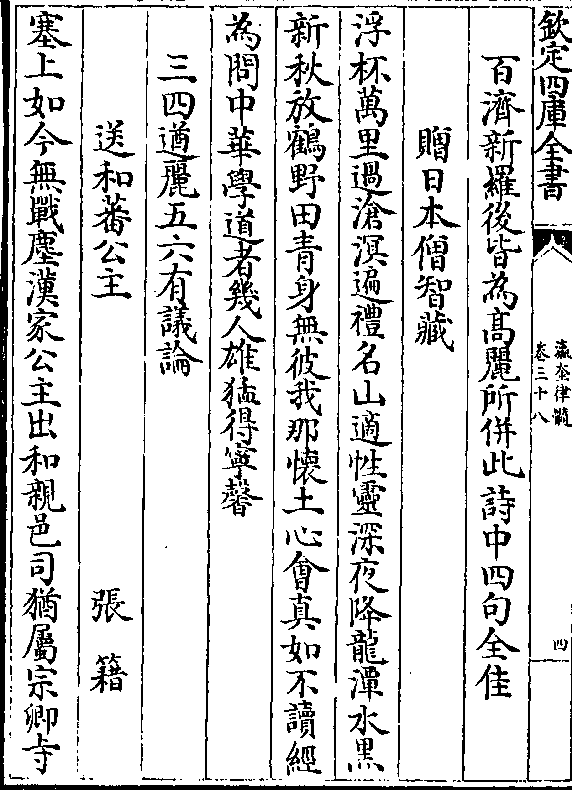 欽定四庫全書
瀛奎律髓
卷三十八
四
百濟新羅後皆為髙麗所併此詩中四句全佳
贈日本僧智藏
浮杯萬里過滄溟遍禮名山適性靈深夜降龍潭水黒
新秋放鶴野田青身無彼我那懐土心㑹真如不讀經
為問中華學道者幾人雄猛得寧馨
三四遒麗五六有議論
送和蕃公主 張籍
塞上如今無戰塵漢家公主出和親邑司猶屬宗卿寺